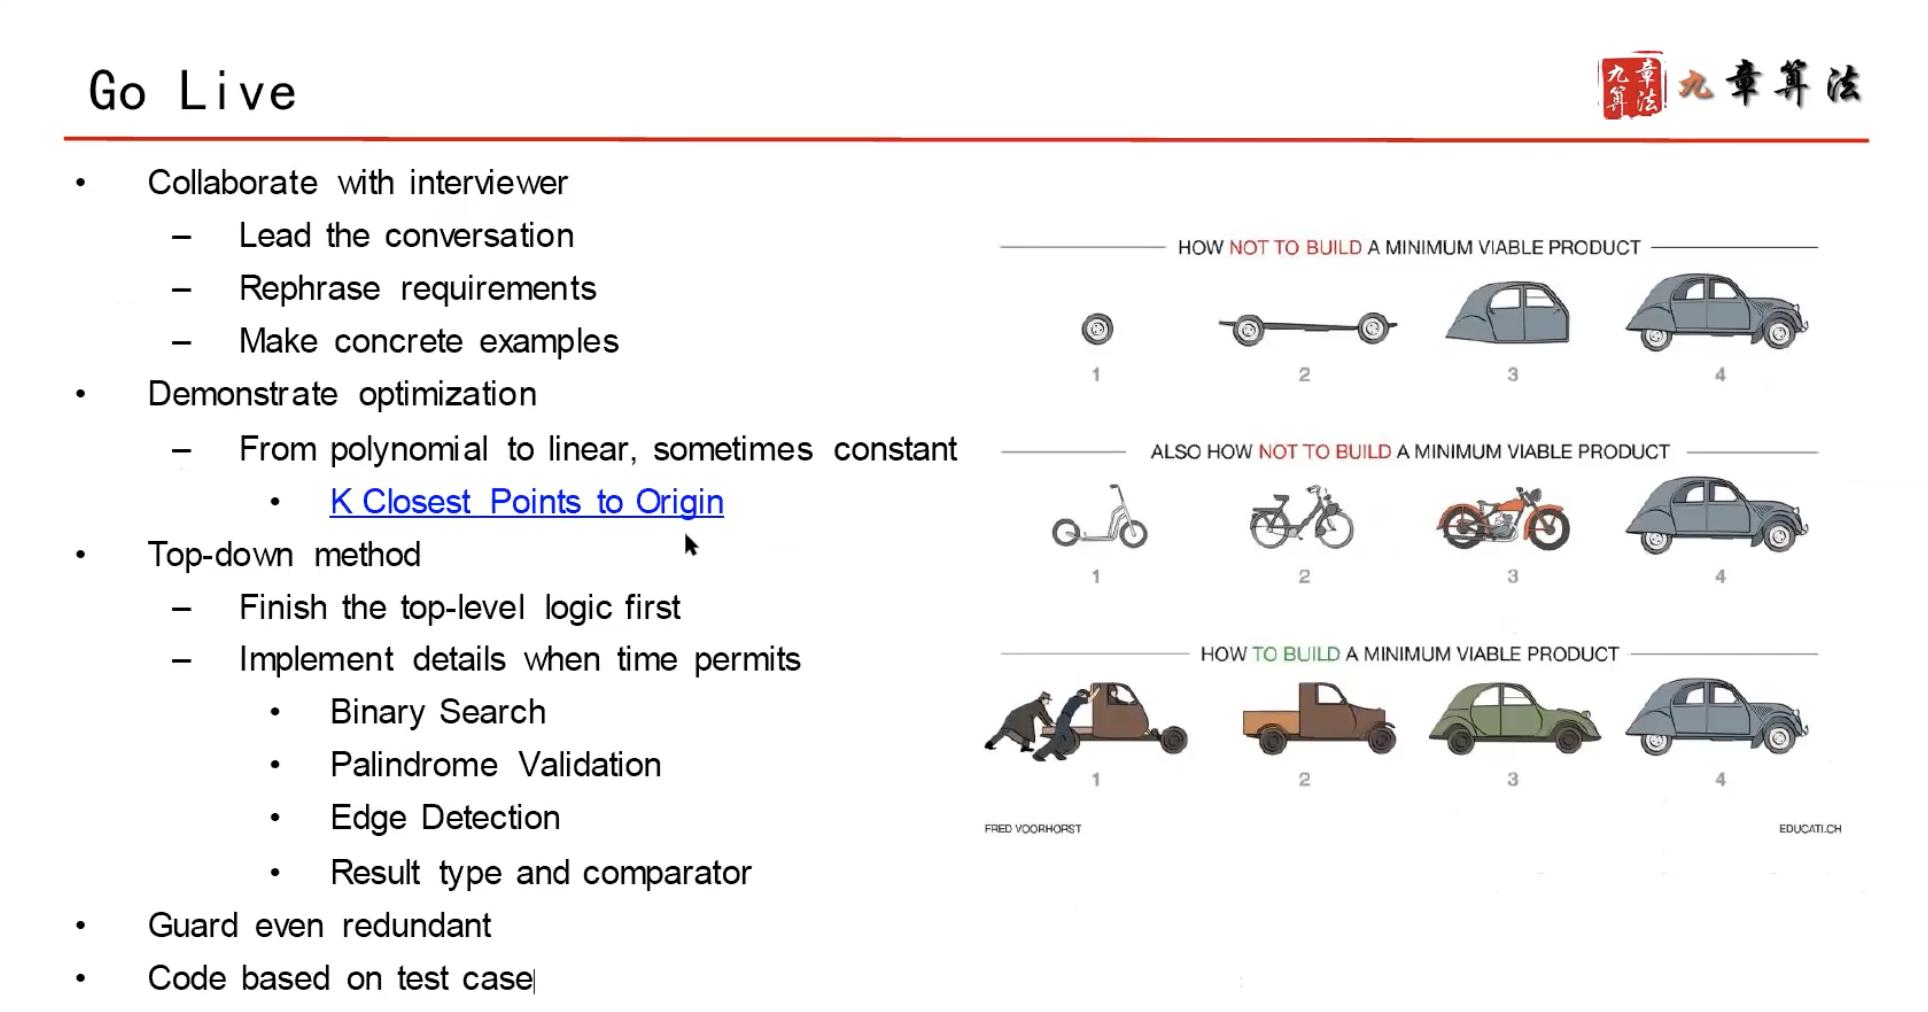 Go Live
九章算法
九章算法
• Collaborate with interviewer
– Lead the conversation
– Rephrase requirements
– Make concrete examples
• Demonstrate optimization
– From polynomial to linear, sometimes constant
• K Closest Points to Origin
• Top-down method
– Finish the top-level logic first
– Implement details when time permits
• Binary Search
• Palindrome Validation
• Edge Detection
• Result type and comparator
• Guard even redundant
• Code based on test case
HOW NOT TO BUILD A MINIMUM VIABLE PRODUCT
1 2 3 4
ALSO HOW NOT TO BUILD A MINIMUM VIABLE PRODUCT
1 2 3 4
HOW TO BUILD A MINIMUM VIABLE PRODUCT
1 2 3 4
FRED VOORHORST EDUCATI.CH